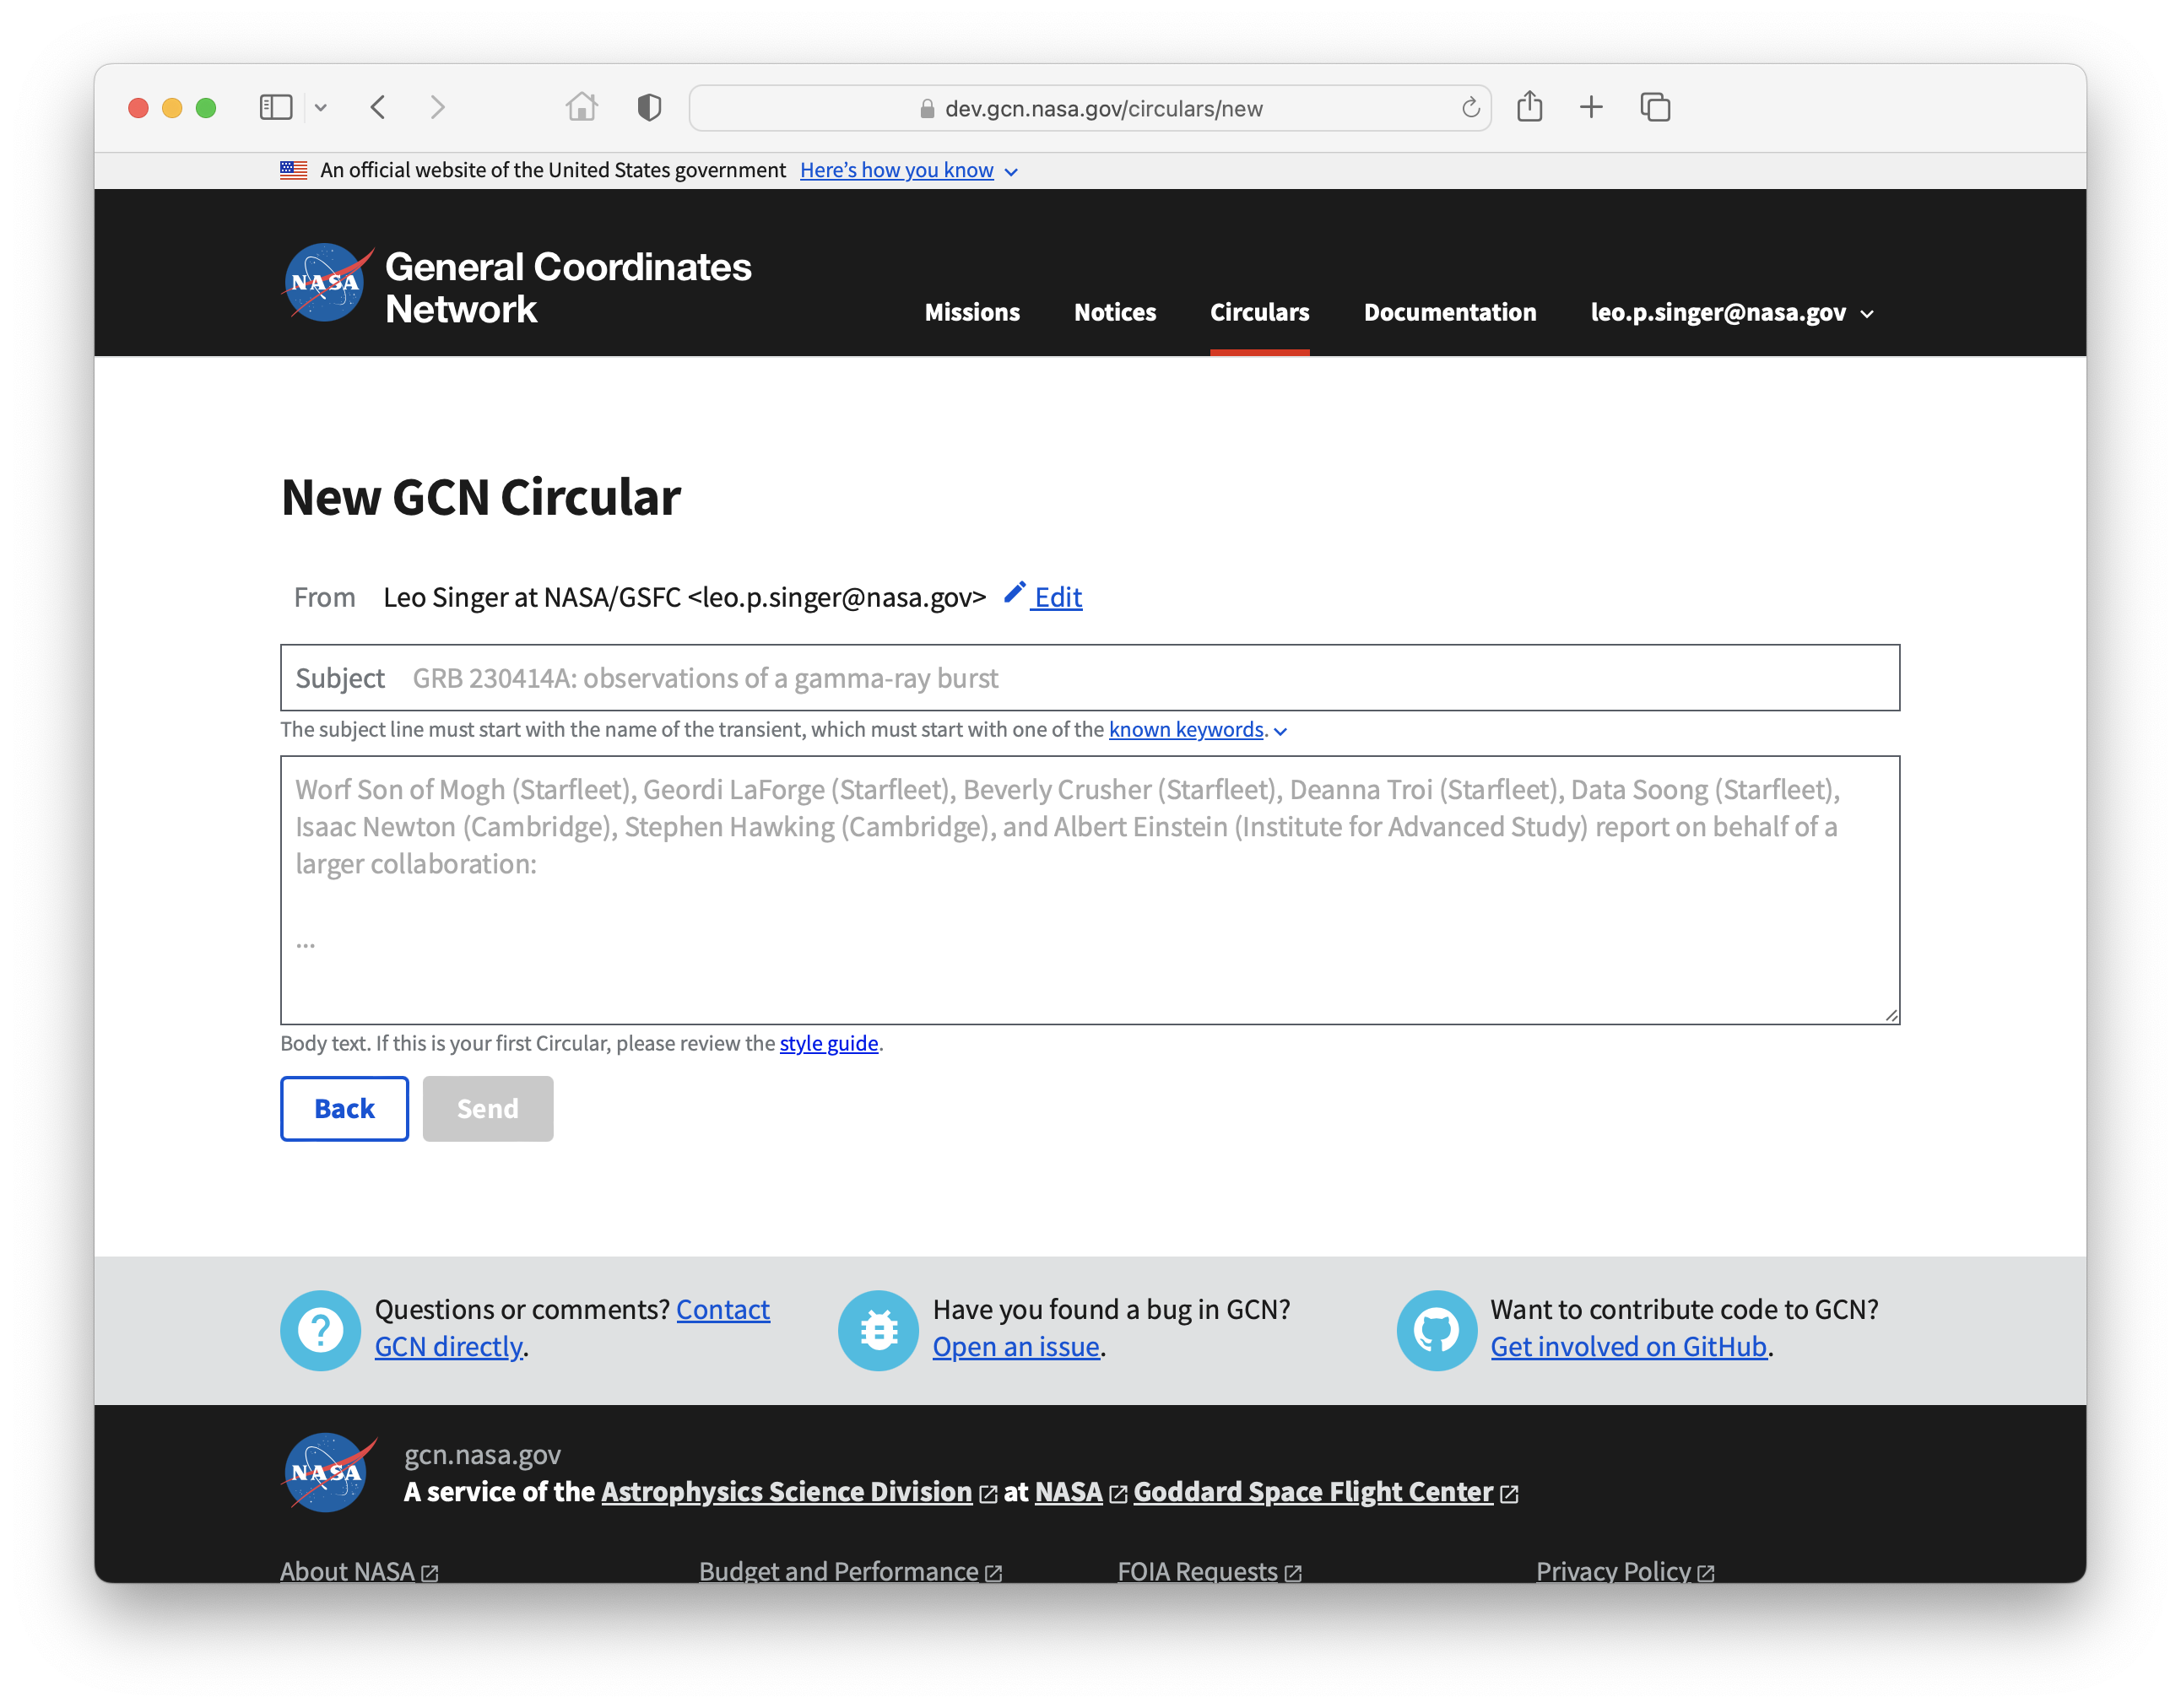 dev.gcn.nasa.gov/circulars/new
An official website of the United States government Here’s how you know
NASA
General Coordinates
Network
Missions Notices Circulars Documentation leo.p.singer@nasa.gov
New GCN Circular
From Leo Singer at NASA/GSFC <leo.p.singer@nasa.gov> Edit
Subject GRB 230414A: observations of a gamma-ray burst
The subject line must start with the name of the transient, which must start with one of the known keywords.
Worf Son of Mogh (Starfleet), Geordi LaForge (Starfleet), Beverly Crusher (Starfleet), Deanna Troi (Starfleet), Data Soong (Starfleet),
Isaac Newton (Cambridge), Stephen Hawking (Cambridge), and Albert Einstein (Institute for Advanced Study) report on behalf of a
larger collaboration:
...
Body text. If this is your first Circular, please review the style guide.
Back Send
Questions or comments? Contact
GCN directly.
Have you found a bug in GCN?
Open an issue.
Want to contribute code to GCN?
Get involved on GitHub.
NASA
gcn.nasa.gov
A service of the Astrophysics Science Division at NASA Goddard Space Flight Center
About NASA Budget and Performance FOIA Requests Privacy Policy